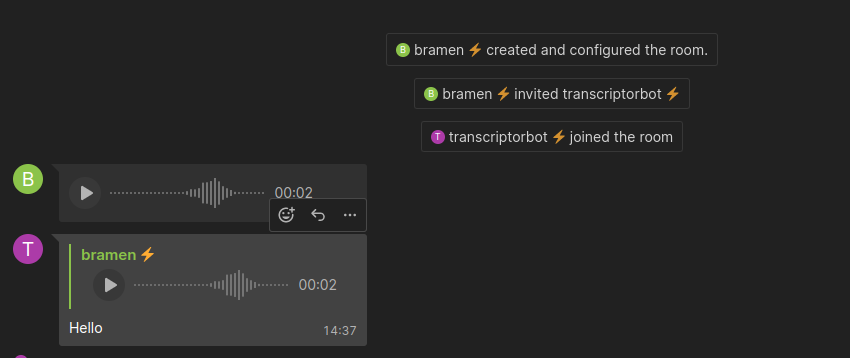 B bramen ⚡ created and configured the room.
B bramen ⚡ invited transcriptorbot ⚡
T transcriptorbot ⚡ joined the room
B
00:02
T
bramen ⚡
00:02
Hello
14:37